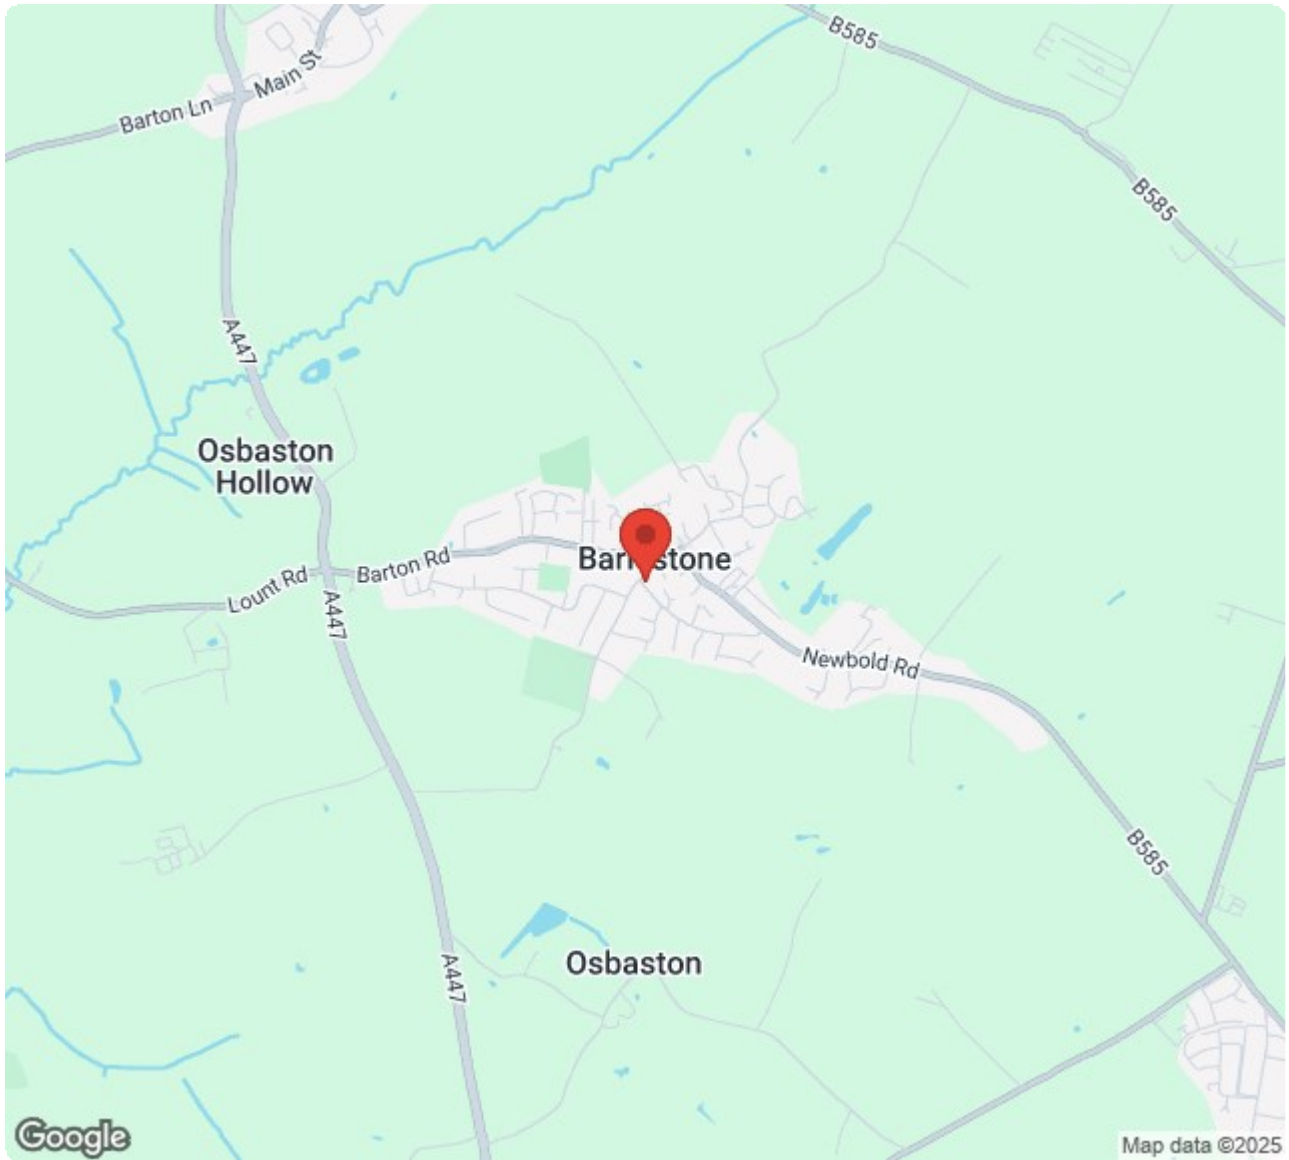 B585
Main St
Barton Ln
B585
A447
Osbaston
Hollow
Barton Rd
Lount Rd
A447
Newbold Rd
B585
Osbaston
A447
Google
Map data ©2025